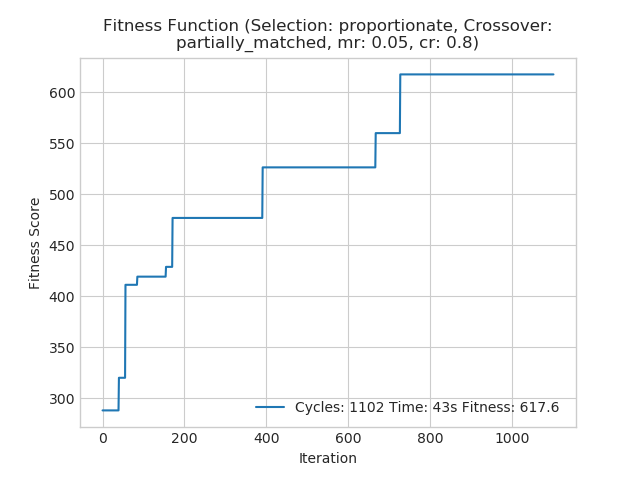 Fitness Function (Selection: proportionate, Crossover:
partially_matched, mr: 0.05, cr: 0.8)
600
550
500
450
400
350
300
Fitness Score
Cycles: 1102 Time: 43s Fitness: 617.6
0 200 400 600 800 1000
Iteration